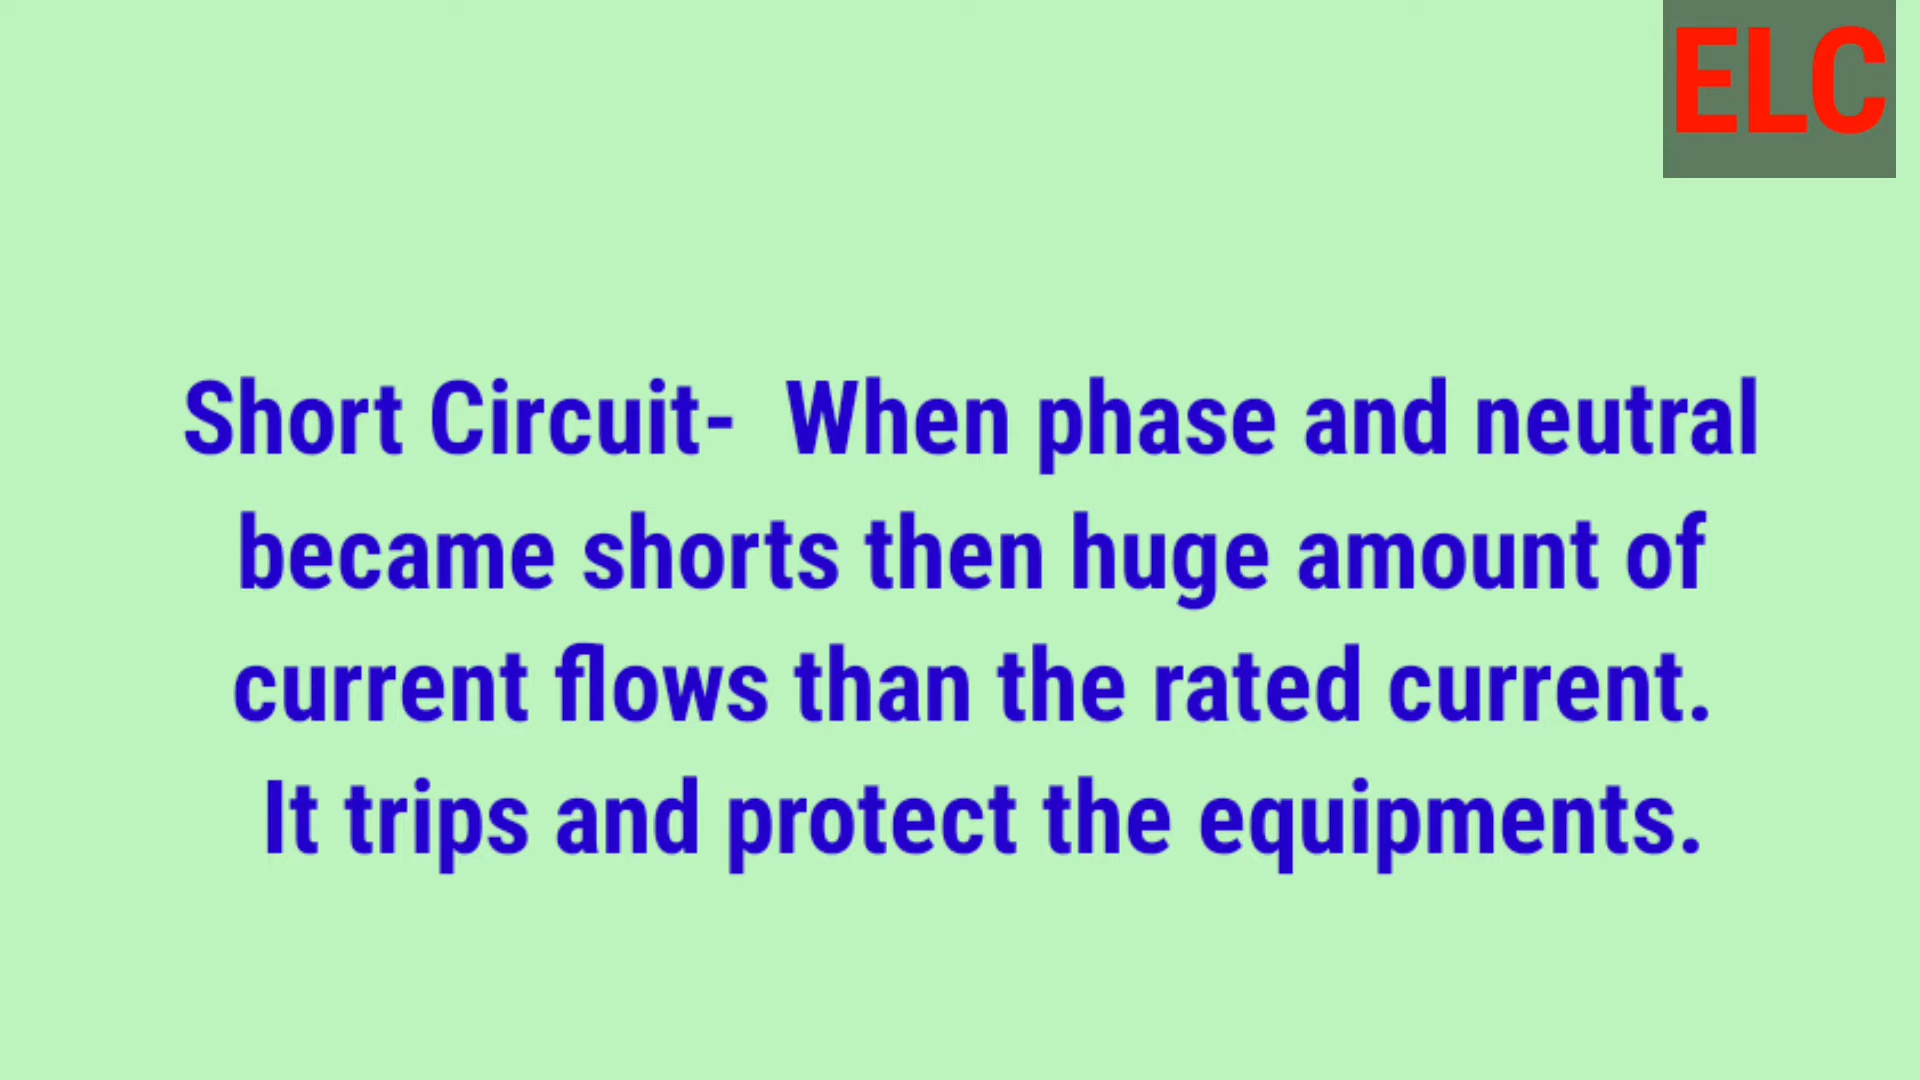 ELC
Short Circuit-  When phase and neutral
became shorts then huge amount of
current flows than the rated current.
It trips and protect the equipments.